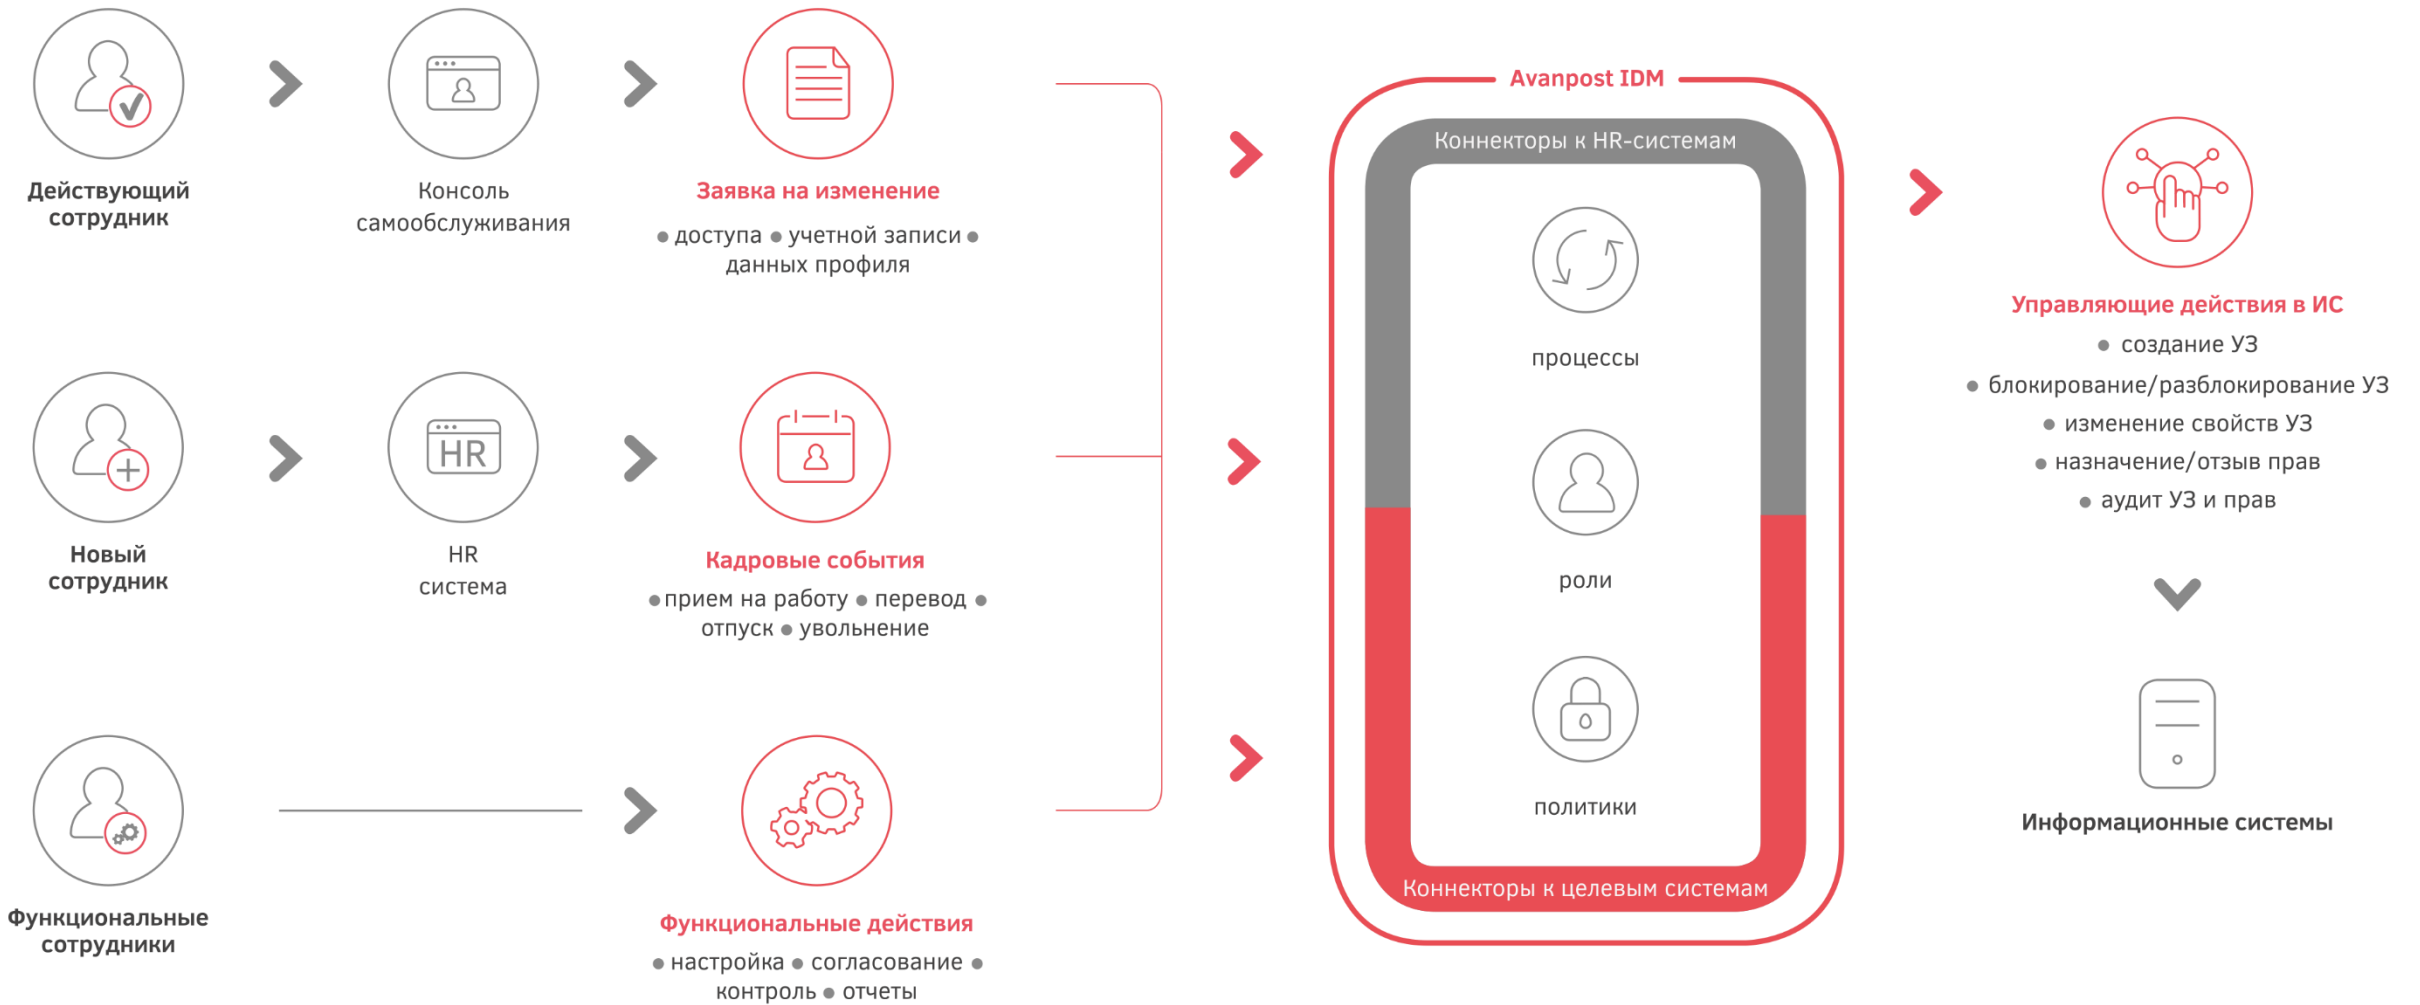 Действующий
сотрудник
Консоль
самообслуживания
Заявка на изменение
● доступа ● учетной записи ●
данных профиля
Новый
сотрудник
HR
HR
система
Кадровые события
● прием на работу ● перевод ●
отпуск ● увольнение
Функциональные
сотрудники
Функциональные действия
● настройка ● согласование ●
контроль ● отчеты
Avanpost IDM
Коннекторы к HR-системам
процессы
роли
политики
Коннекторы к целевым системам
Управляющие действия в ИС
● создание УЗ
● блокирование/разблокирование УЗ
● изменение свойств УЗ
● назначение/отзыв прав
● аудит УЗ и прав
Информационные системы